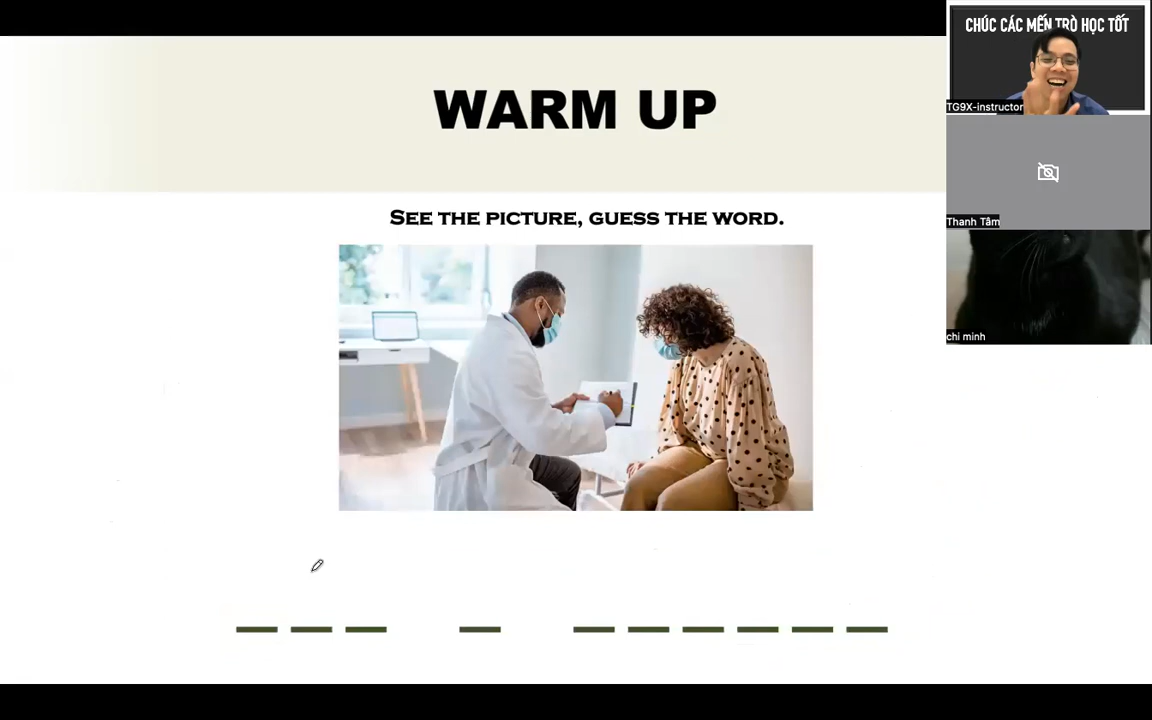 WARM UP
SEE THE PICTURE, GUESS THE WORD.
CHÚC CÁC MẾN TRÒ HỌC TỐT
TG9X-instructor
Thanh Tâm
chi minh